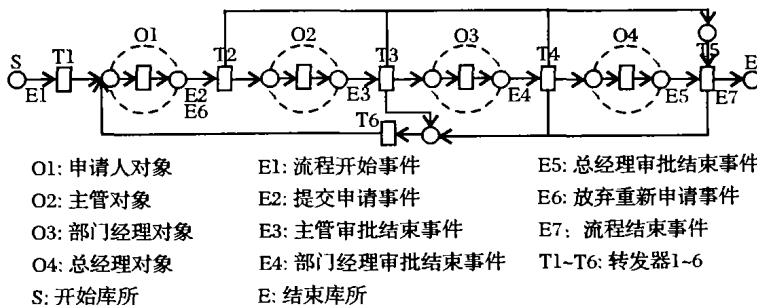 O1 O2 O3 O4
S T1 T2 T3 T4 T5 E
E1 E2 E3 E4 E5 E7
E6
T6
O1: 申请人对象 E1: 流程开始事件 E5: 总经理审批结束事件
O2: 主管对象 E2: 提交申请事件 E6: 放弃重新申请事件
O3: 部门经理对象 E3: 主管审批结束事件 E7: 流程结束事件
O4: 总经理对象 E4: 部门经理审批结束事件 T1~T6: 转发器1~6
S: 开始库所 E: 结束库所